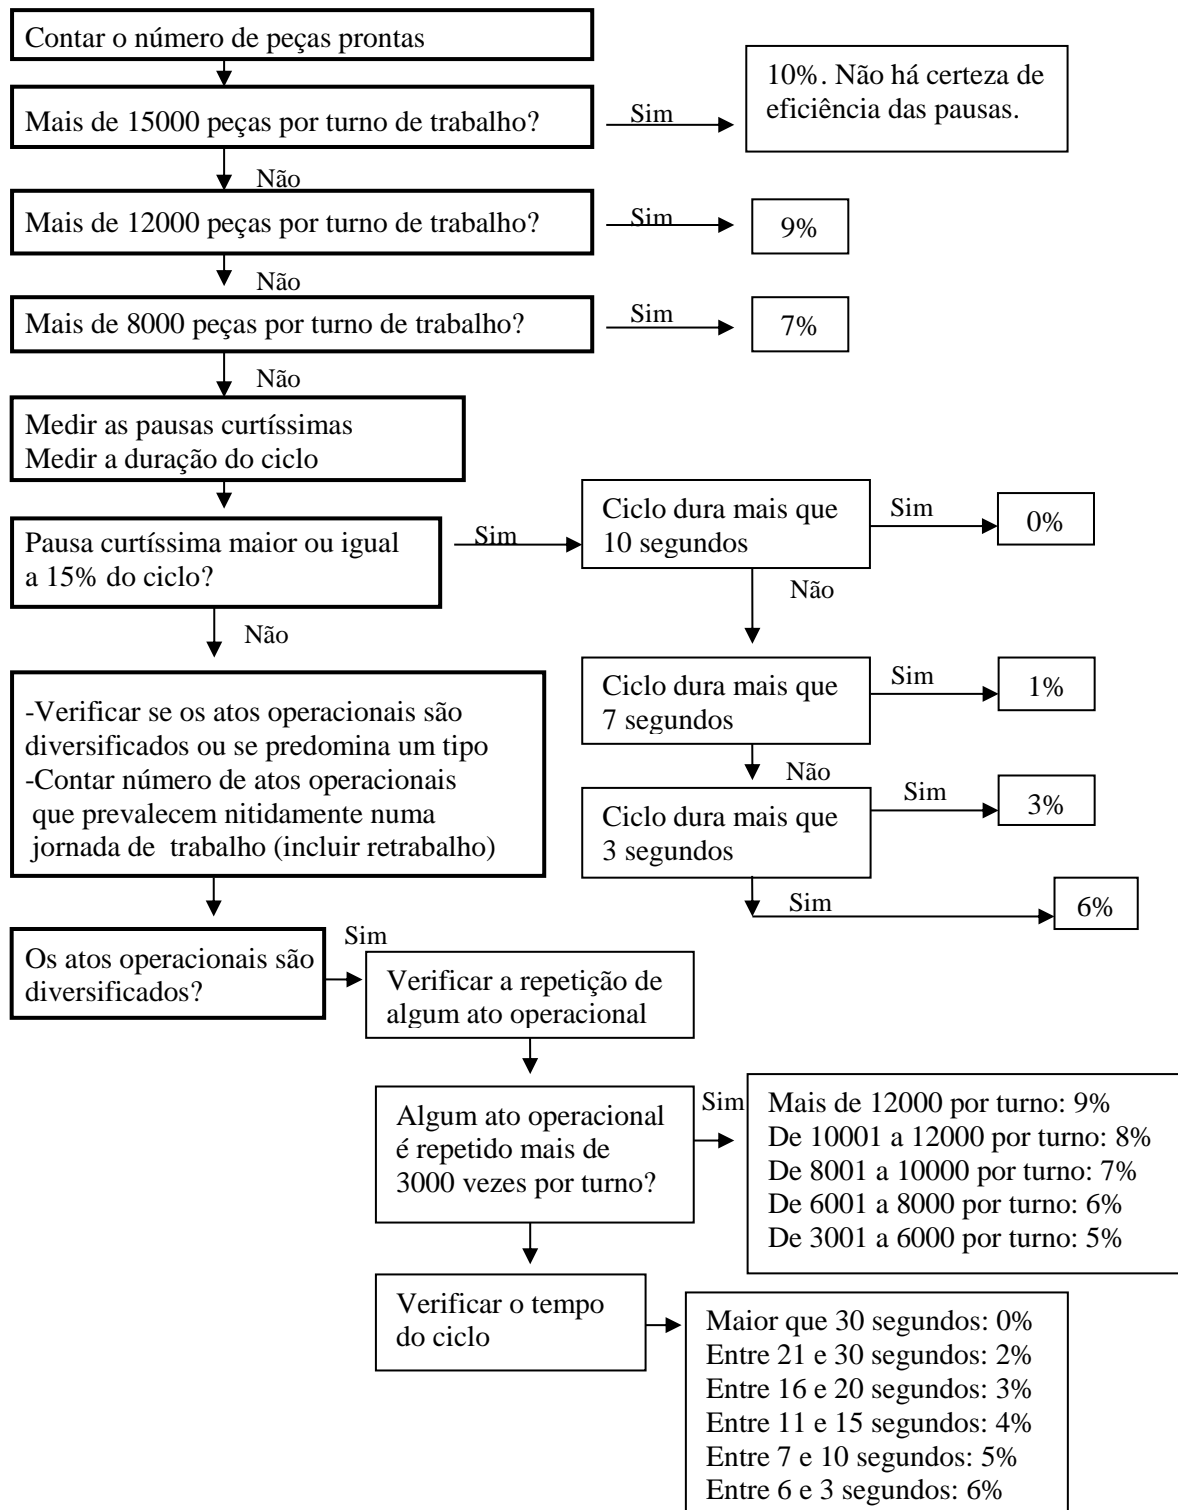 Contar o número de peças prontas
10%. Não há certeza de
eficiência das pausas.
Mais de 15000 peças por turno de trabalho?
Sim
Não
Mais de 12000 peças por turno de trabalho?
Sim
9%
Não
Mais de 8000 peças por turno de trabalho?
Sim
7%
Não
Medir as pausas curtíssimas
Medir a duração do ciclo
Pausa curtíssima maior ou igual
a 15% do ciclo?
Sim
Ciclo dura mais que
10 segundos
Sim
0%
Não
Não
Ciclo dura mais que
7 segundos
Sim
1%
Não
Ciclo dura mais que
3 segundos
Sim
3%
Sim
6%
-Verificar se os atos operacionais são
diversificados ou se predomina um tipo
-Contar número de atos operacionais
que prevalecem nitidamente numa
jornada de trabalho (incluir retrabalho)
Os atos operacionais são
diversificados?
Sim
Verificar a repetição de
algum ato operacional
Algum ato operacional
é repetido mais de
3000 vezes por turno?
Sim
Mais de 12000 por turno: 9%
De 10001 a 12000 por turno: 8%
De 8001 a 10000 por turno: 7%
De 6001 a 8000 por turno: 6%
De 3001 a 6000 por turno: 5%
Verificar o tempo
do ciclo
Maior que 30 segundos: 0%
Entre 21 e 30 segundos: 2%
Entre 16 e 20 segundos: 3%
Entre 11 e 15 segundos: 4%
Entre 7 e 10 segundos: 5%
Entre 6 e 3 segundos: 6%